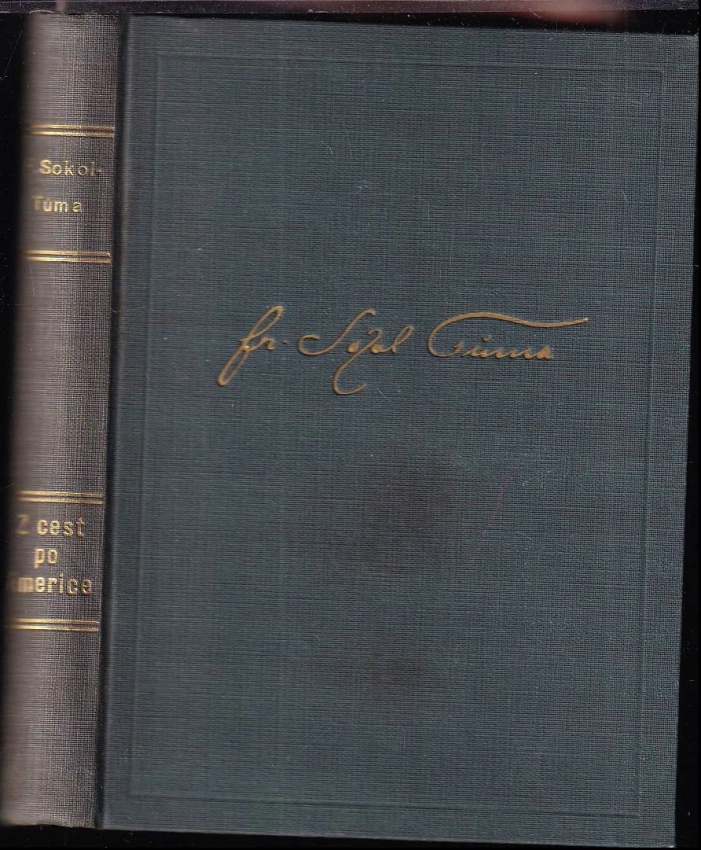 Sokol-
Tůma
Z cest
po
merice
fr. Sokol Tůma